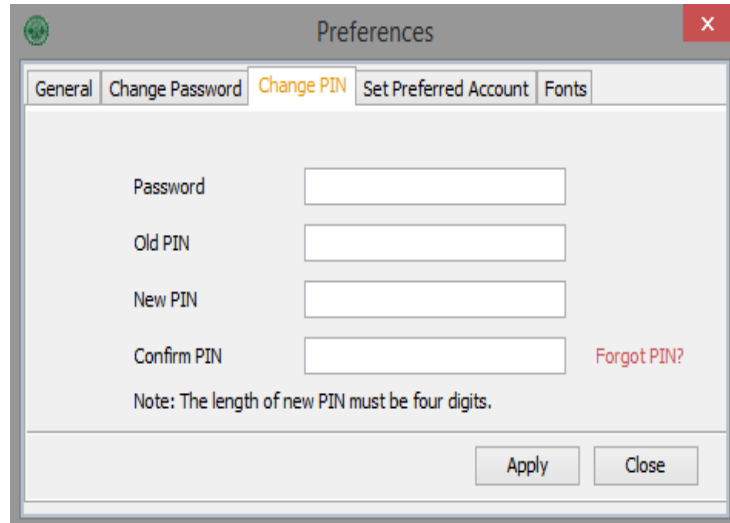 Preferences
x
General Change Password Change PIN Set Preferred Account Fonts
Password
Old PIN
New PIN
Confirm PIN Forgot PIN?
Note: The length of new PIN must be four digits.
Apply Close